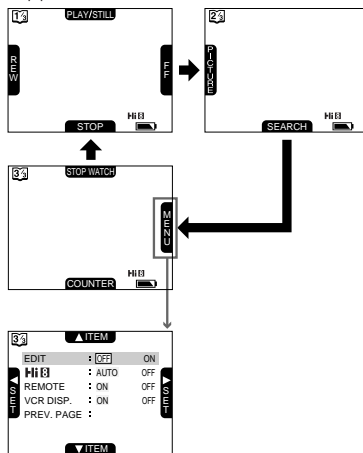 1/3
PLAY/STILL
REW
FF
Hi8
STOP
2/3
PICTURE
Hi8
SEARCH
3/3
STOP WATCH
MENU
Hi8
COUNTER
3/3
▲ITEM
EDIT : OFF ON
Hi8 : AUTO OFF
REMOTE : ON OFF
VCR DISP. : ON OFF
PREV. PAGE :
◀SET
▶SET
▼ITEM